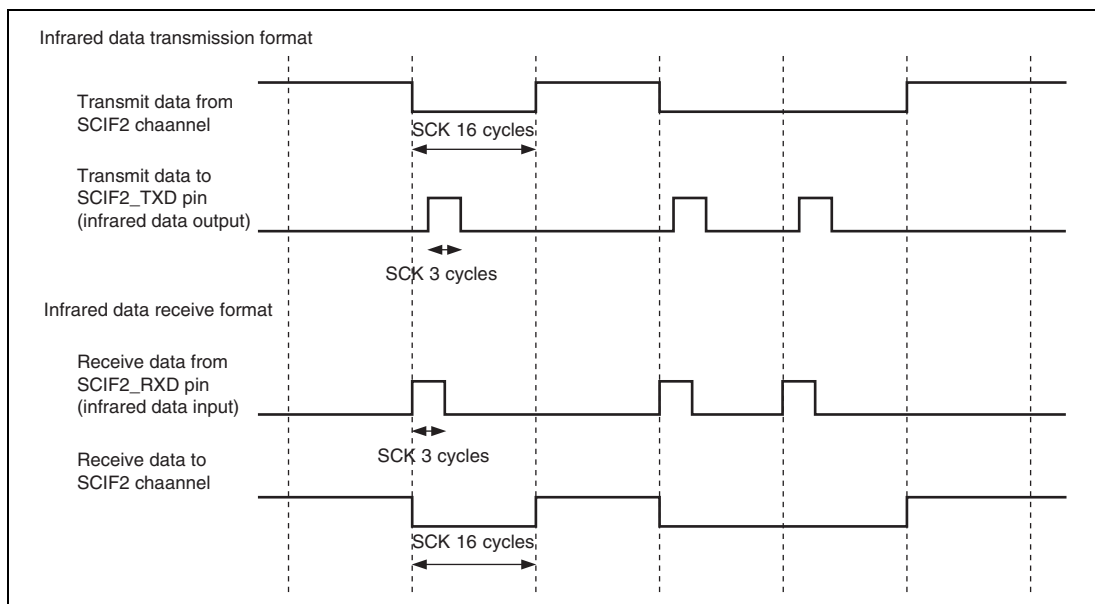 Infrared data transmission format
Transmit data from
SCIF2 chaannel
SCK 16 cycles
Transmit data to
SCIF2_TXD pin
(infrared data output)
SCK 3 cycles
Infrared data receive format
Receive data from
SCIF2_RXD pin
(infrared data input)
SCK 3 cycles
Receive data to
SCIF2 chaannel
SCK 16 cycles